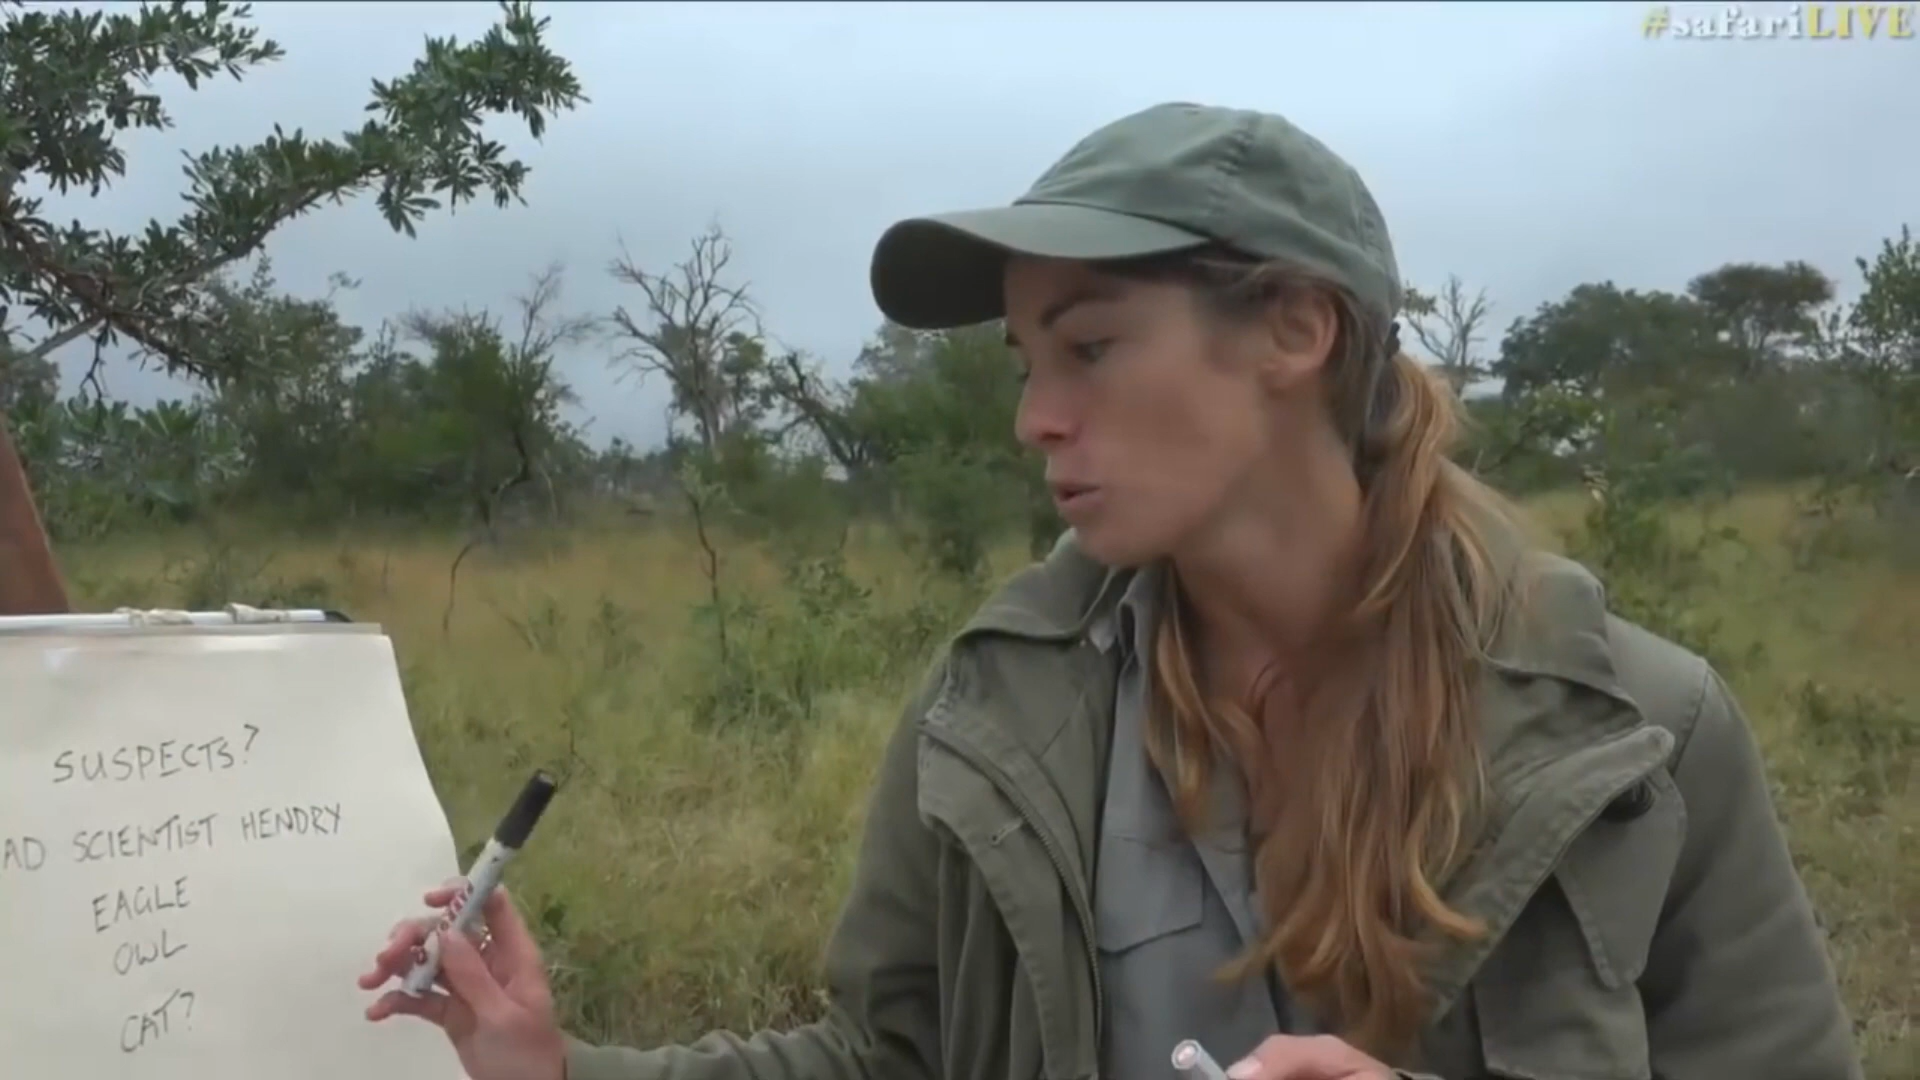 #safariLIVE
SUSPECTS?
AD SCIENTIST HENDRY
EAGLE
OWL
CAT?